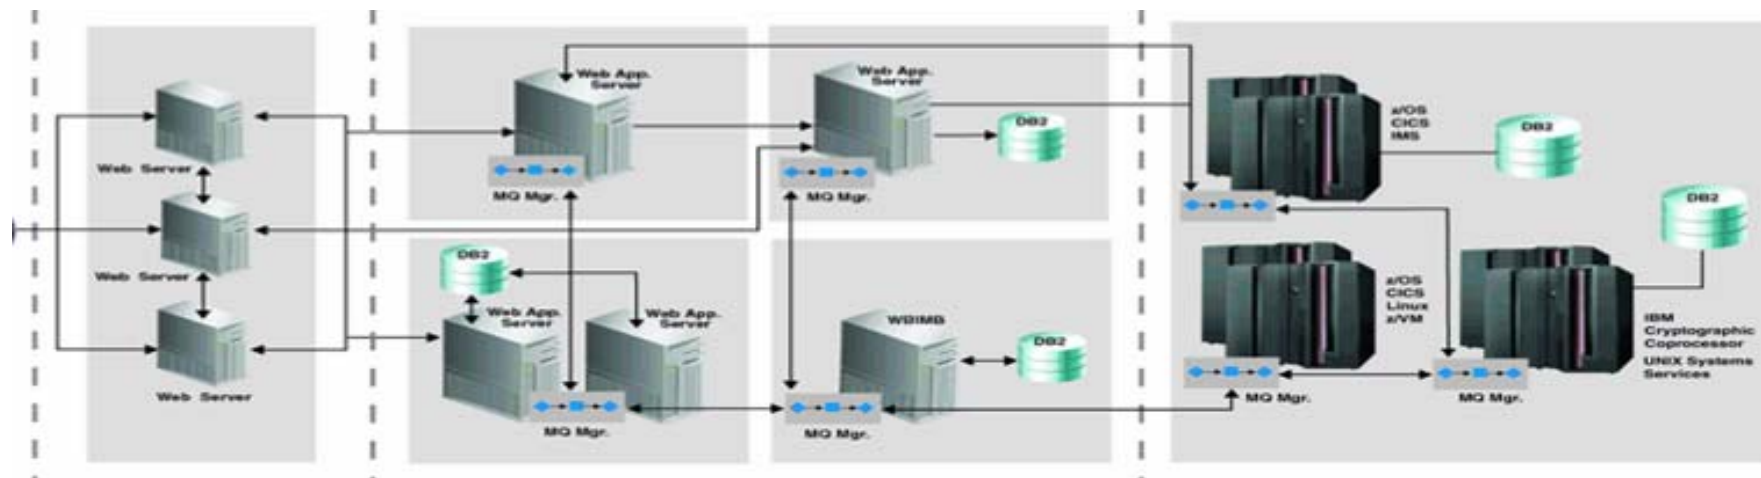 Web Server
Web Server
Web Server
Web App.
Server
MQ Mgr.
Web App.
Server
DB2
MQ Mgr.
DB2
Web App.
Server
Web App.
Server
MQ Mgr.
WBIMB
DB2
MQ Mgr.
z/OS
CICS
IMS
DB2
DB2
z/OS
CICS
Linux
z/VM
MQ Mgr.
IBM
Cryptographic
Coprocessor
UNIX Systems
Services
MQ Mgr.